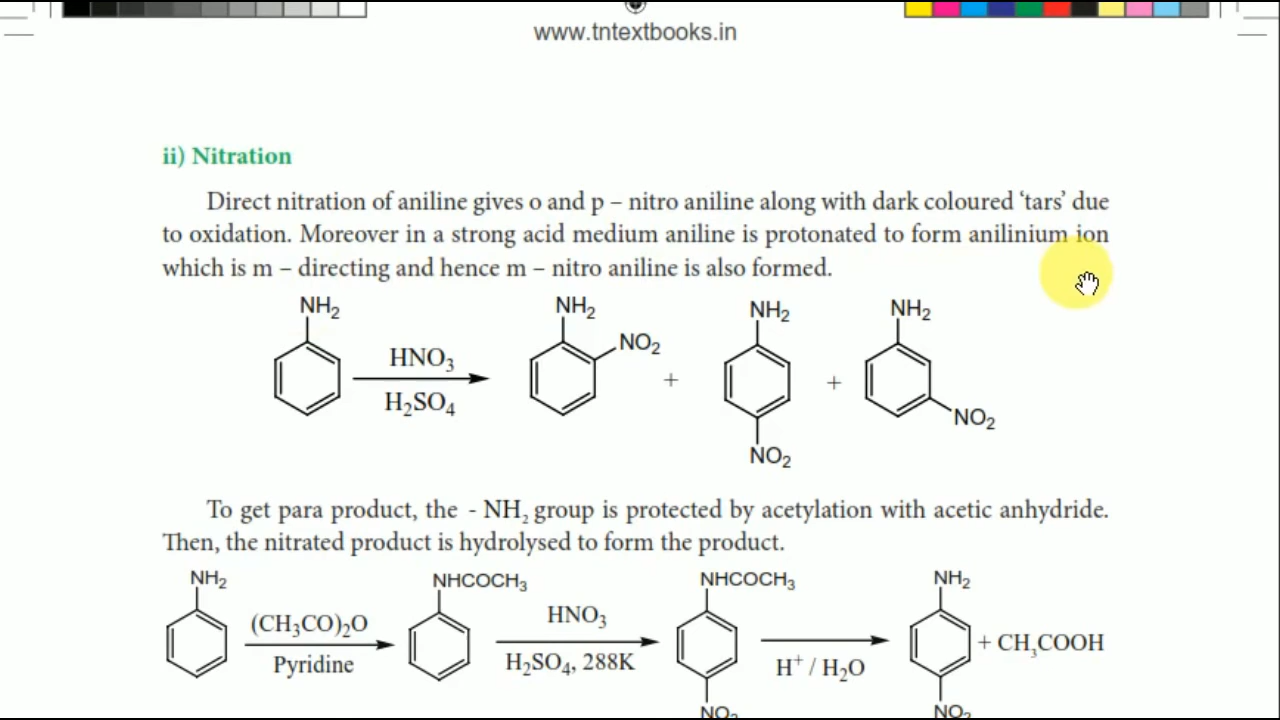 www.tntextbooks.in
ii) Nitration
Direct nitration of aniline gives o and p – nitro aniline along with dark coloured ‘tars’ due
to oxidation. Moreover in a strong acid medium aniline is protonated to form anilinium ion
which is m – directing and hence m – nitro aniline is also formed.
NH₂
HNO₃
H₂SO₄
NH₂
NO₂
+
NH₂
NO₂
+
NH₂
NO₂
To get para product, the - NH₂ group is protected by acetylation with acetic anhydride.
Then, the nitrated product is hydrolysed to form the product.
NH₂
(CH₃CO)₂O
Pyridine
NHCOCH₃
HNO₃
H₂SO₄, 288K
NHCOCH₃
NO₂
H⁺ / H₂O
NH₂
NO₂
+ CH₃COOH